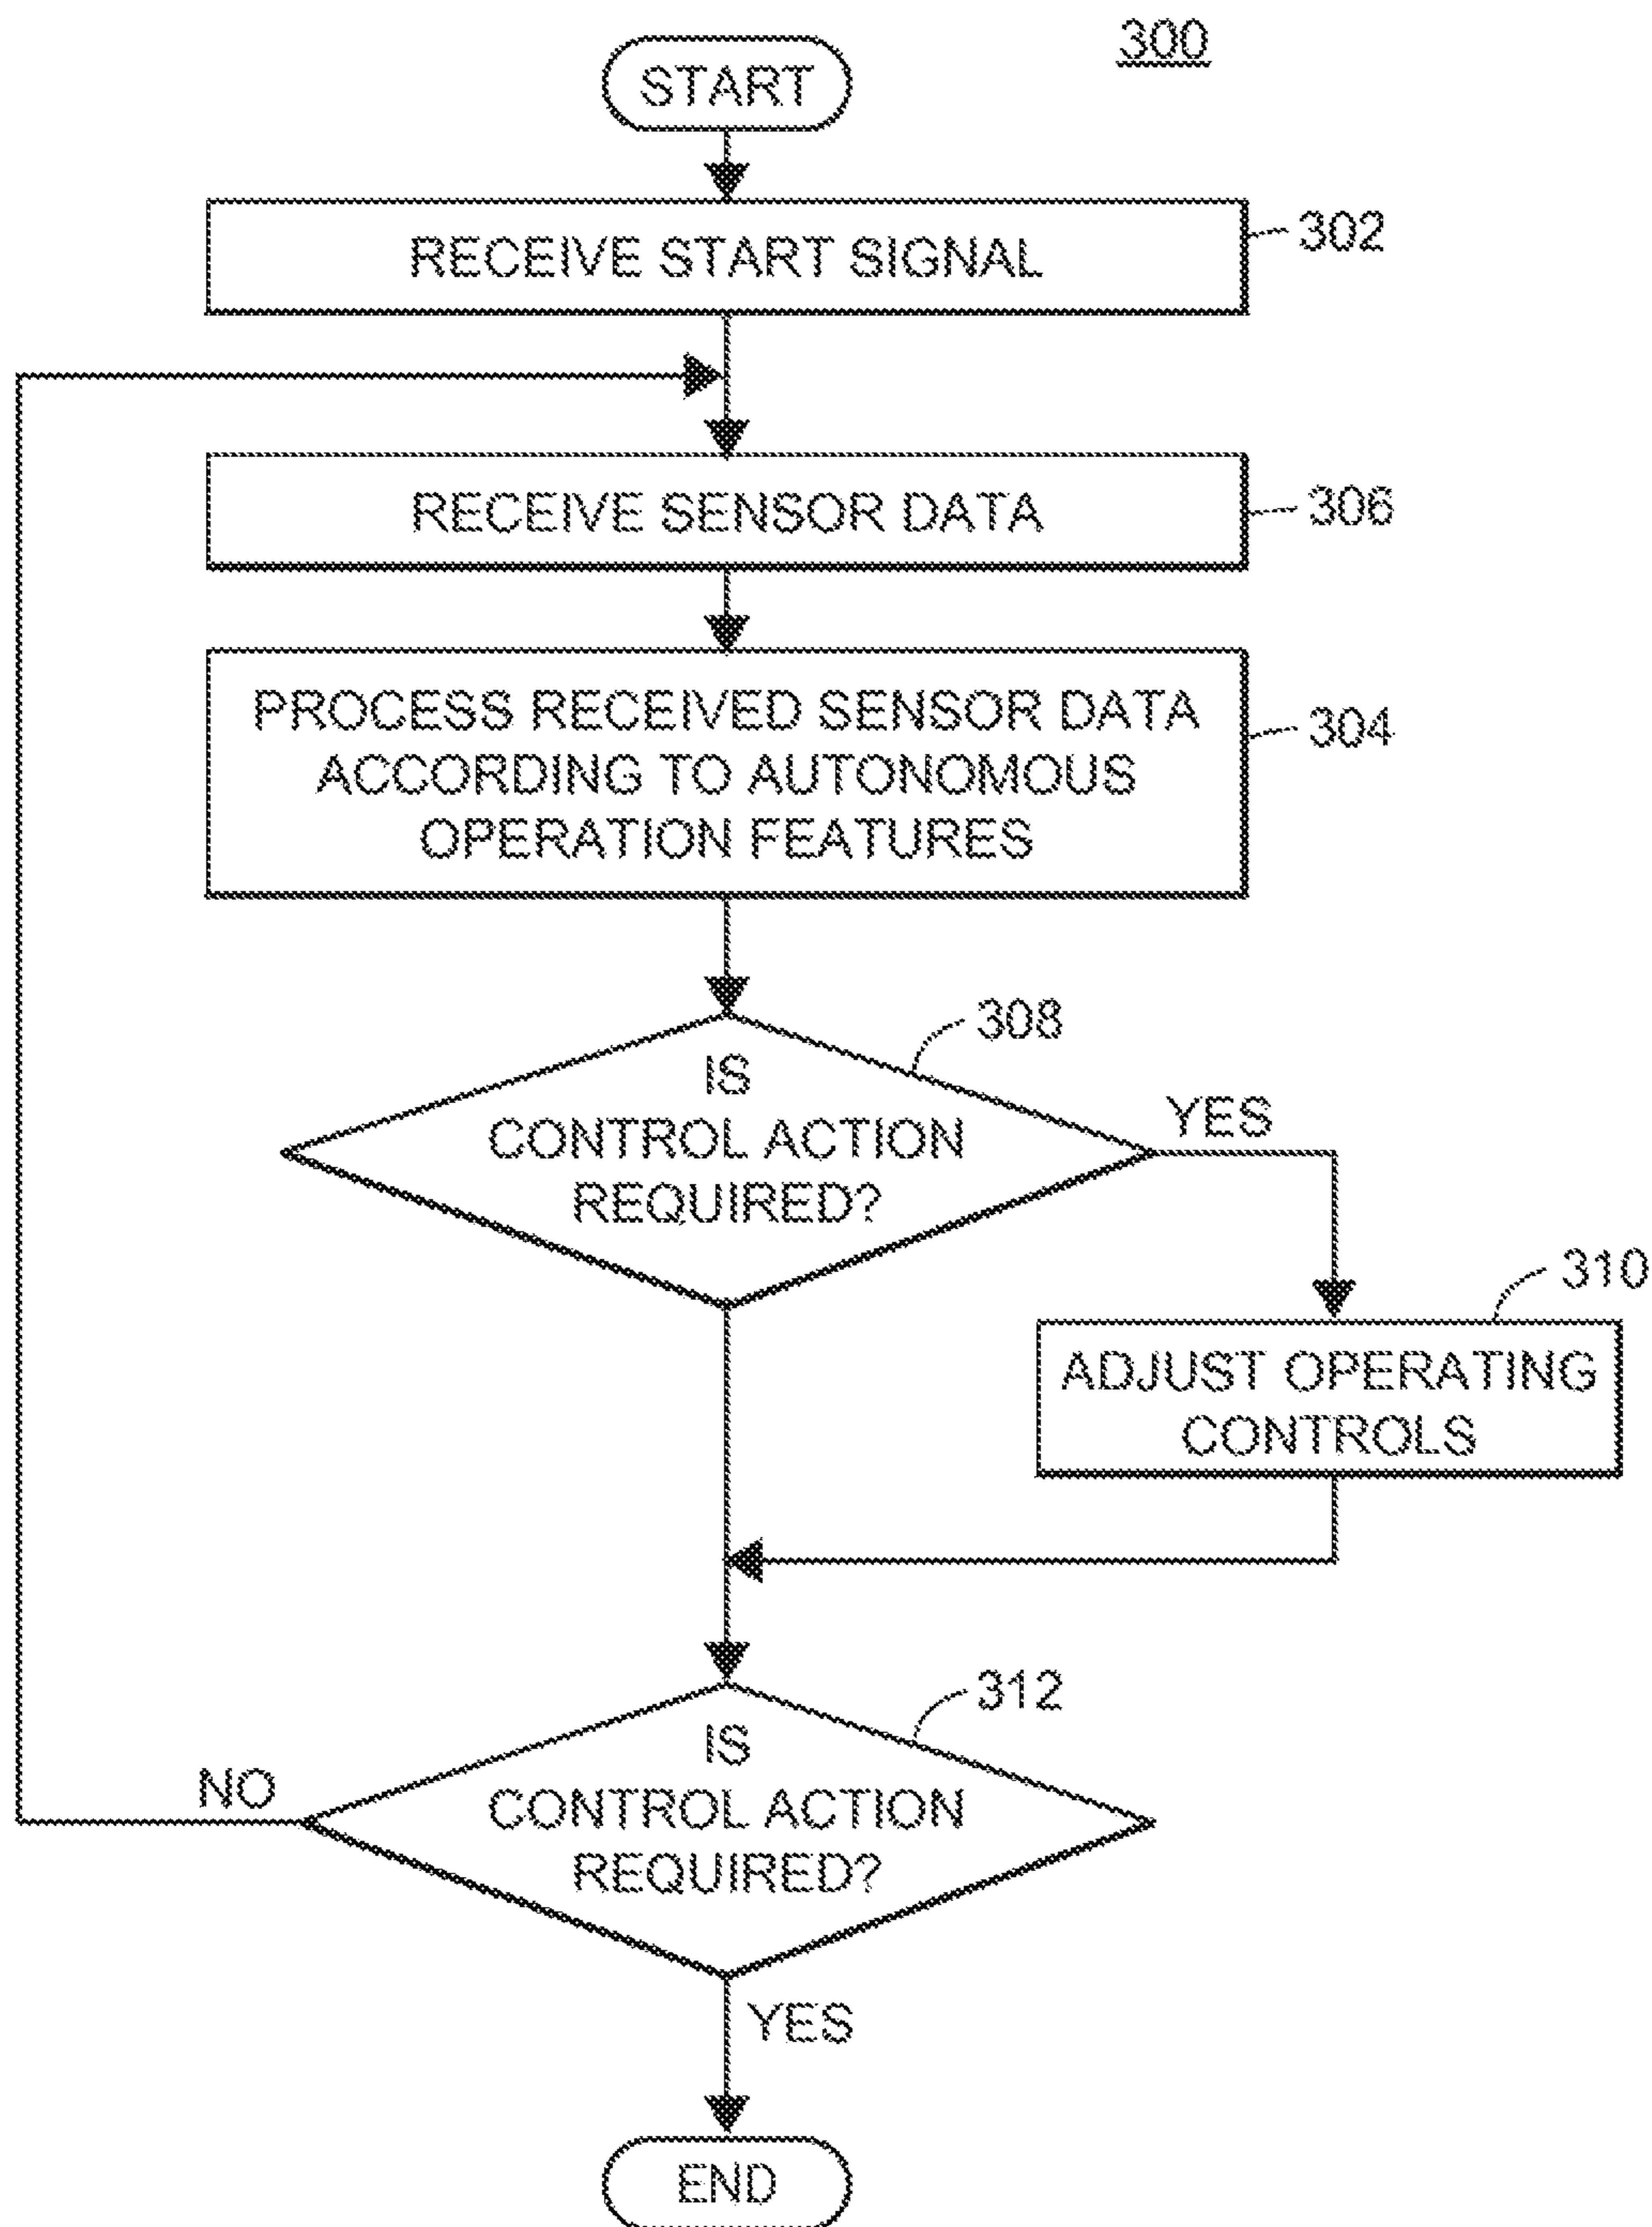 300
START
RECEIVE START SIGNAL
302
RECEIVE SENSOR DATA
306
PROCESS RECEIVED SENSOR DATA
ACCORDING TO AUTONOMOUS
OPERATION FEATURES
304
308
IS
CONTROL ACTION
REQUIRED?
YES
310
ADJUST OPERATING
CONTROLS
312
IS
CONTROL ACTION
REQUIRED?
NO
YES
END